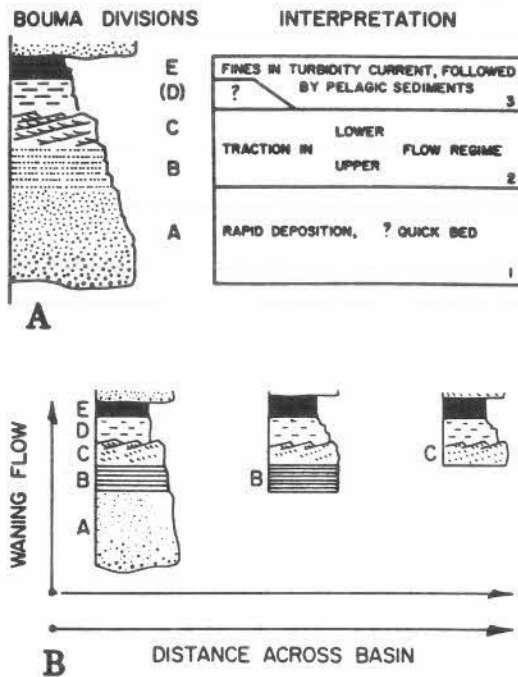 BOUMA DIVISIONS INTERPRETATION
E
(D)
C
B
A
FINES IN TURBIDITY CURRENT, FOLLOWED
? BY PELAGIC SEDIMENTS
3
LOWER
TRACTION IN FLOW REGIME
UPPER
2
RAPID DEPOSITION, ? QUICK BED
1
A
WANING FLOW
E
D
C
B
A
B
C
DISTANCE ACROSS BASIN
B